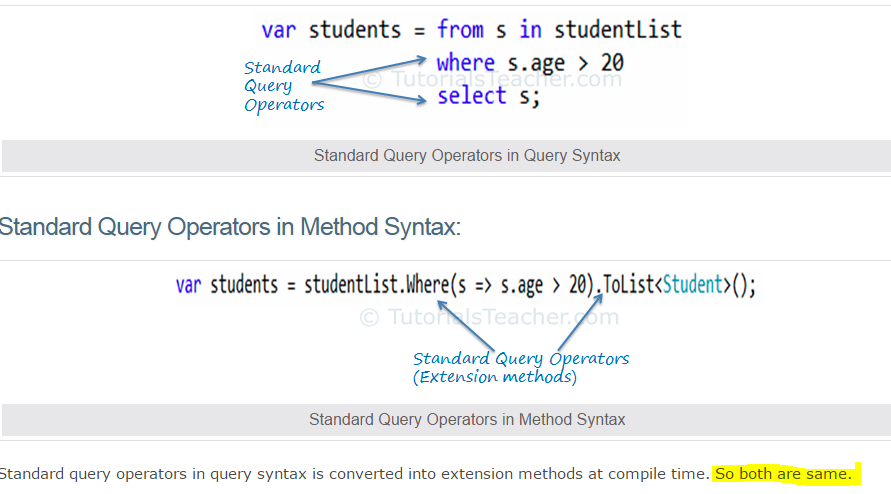 var students = from s in studentList
where s.age > 20
select s;
Standard
Query
Operators
© TutorialsTeacher.com
Standard Query Operators in Query Syntax
Standard Query Operators in Method Syntax:
var students = studentList.Where(s => s.age > 20).ToList<Student>();
© TutorialsTeacher.com
Standard Query Operators
(Extension methods)
Standard Query Operators in Method Syntax
Standard query operators in query syntax is converted into extension methods at compile time. So both are same.